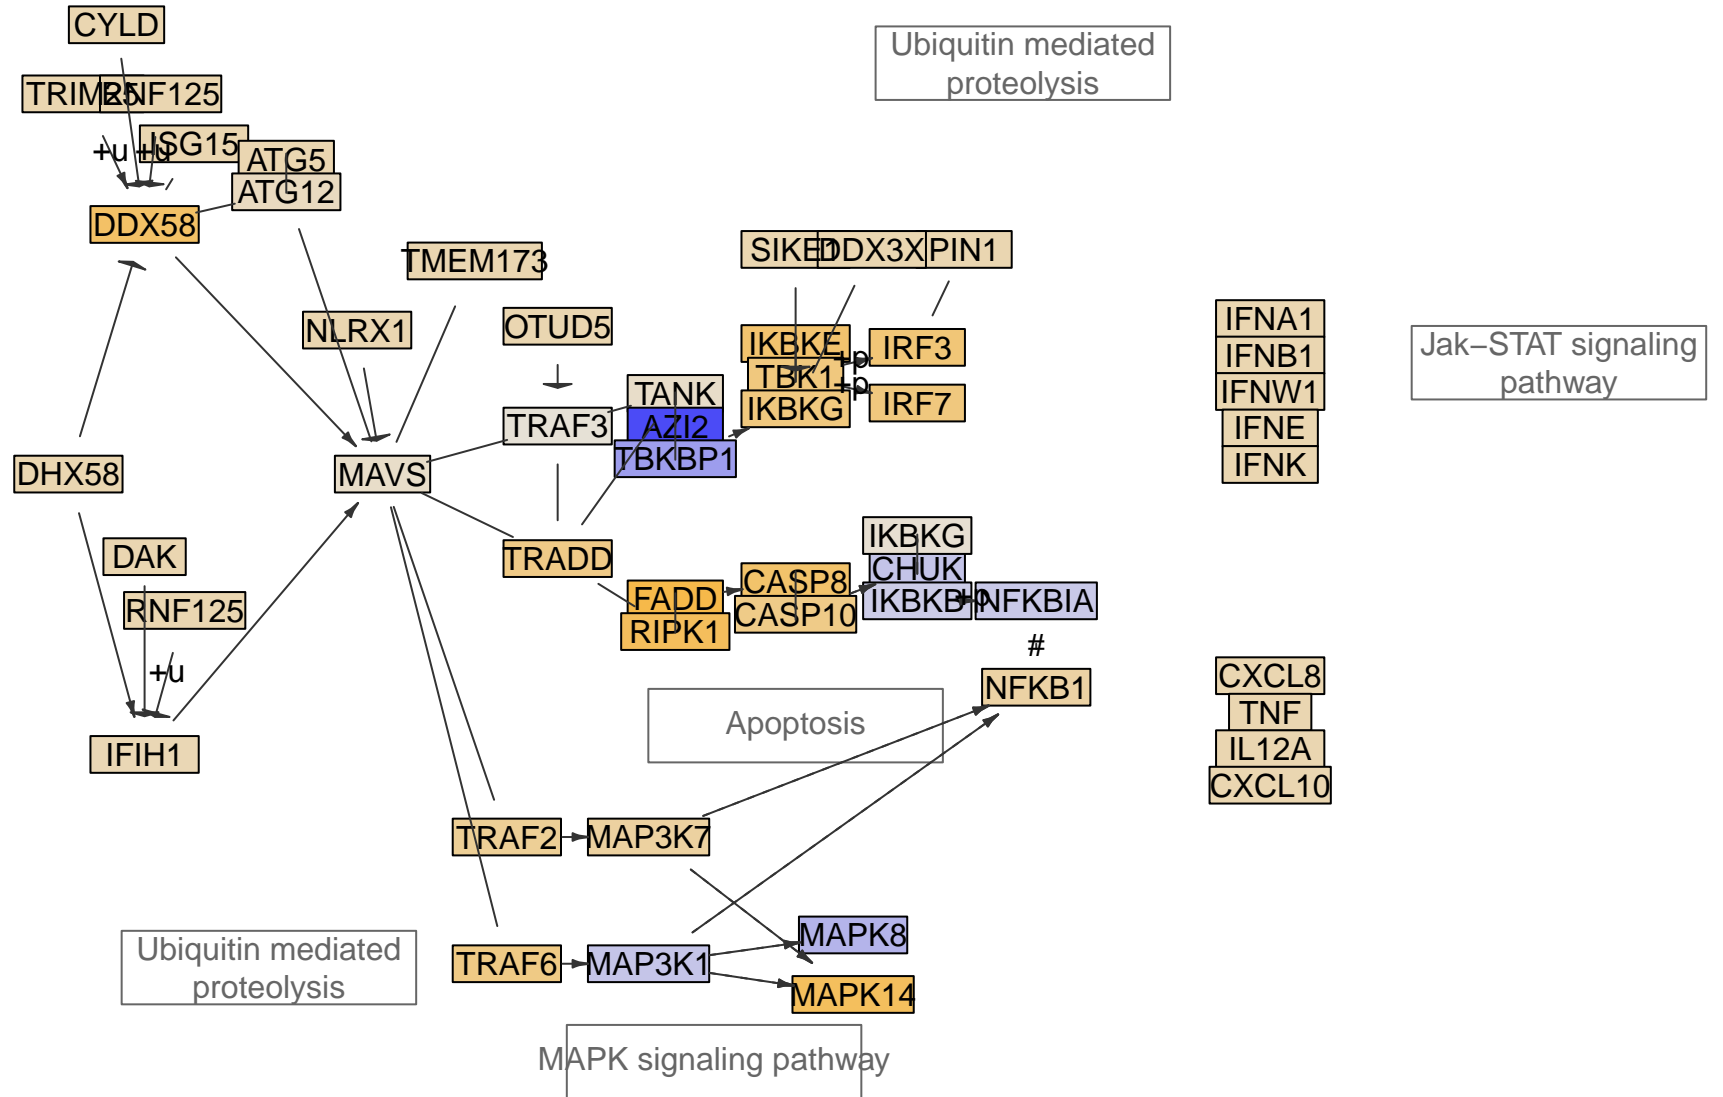 CYLD
Ubiquitin mediated
proteolysis
TRIM25
RNF125
ISG15
+u
+u
ATG5
ATG12
DDX58
TMEM173
SIKE1
DDX3X
PIN1
NLRX1
OTUD5
IKBKE
IRF3
+p
TBK1
+p
IKBKG
IRF7
IFNA1
IFNB1
IFNW1
IFNE
IFNK
Jak−STAT signaling
pathway
TANK
TRAF3
AZI2
TBKBP1
DHX58
MAVS
DAK
RNF125
+u
IFIH1
TRADD
FADD
RIPK1
CASP8
CASP10
IKBKG
CHUK
IKBKB
+p
NFKBIA
#
NFKB1
Apoptosis
CXCL8
TNF
IL12A
CXCL10
TRAF2
MAP3K7
Ubiquitin mediated
proteolysis
TRAF6
MAP3K1
MAPK8
MAPK14
MAPK signaling pathway